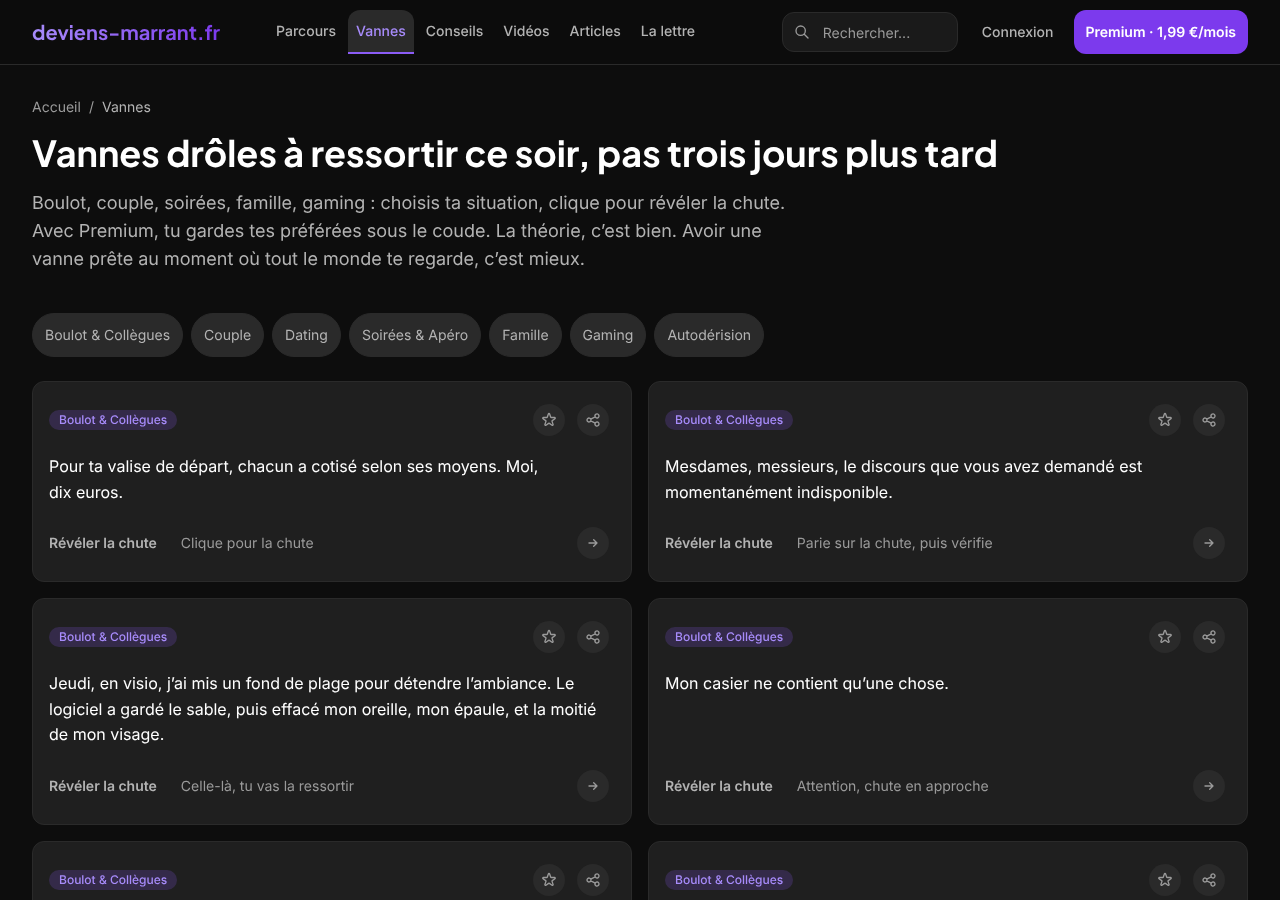 deviens-marrant.fr
Parcours
Vannes
Conseils
Vidéos
Articles
La lettre
Rechercher...
Connexion
Premium · 1,99 €/mois
Accueil / Vannes
Vannes drôles à ressortir ce soir, pas trois jours plus tard
Boulot, couple, soirées, famille, gaming : choisis ta situation, clique pour révéler la chute.
Avec Premium, tu gardes tes préférées sous le coude. La théorie, c’est bien. Avoir une
vanne prête au moment où tout le monde te regarde, c’est mieux.
Boulot & Collègues
Couple
Dating
Soirées & Apéro
Famille
Gaming
Autodérision
Boulot & Collègues
Pour ta valise de départ, chacun a cotisé selon ses moyens. Moi,
dix euros.
Révéler la chute
Clique pour la chute
Boulot & Collègues
Mesdames, messieurs, le discours que vous avez demandé est
momentanément indisponible.
Révéler la chute
Parie sur la chute, puis vérifie
Boulot & Collègues
Jeudi, en visio, j’ai mis un fond de plage pour détendre l’ambiance. Le
logiciel a gardé le sable, puis effacé mon oreille, mon épaule, et la moitié
de mon visage.
Révéler la chute
Celle-là, tu vas la ressortir
Boulot & Collègues
Mon casier ne contient qu’une chose.
Révéler la chute
Attention, chute en approche
Boulot & Collègues
Boulot & Collègues